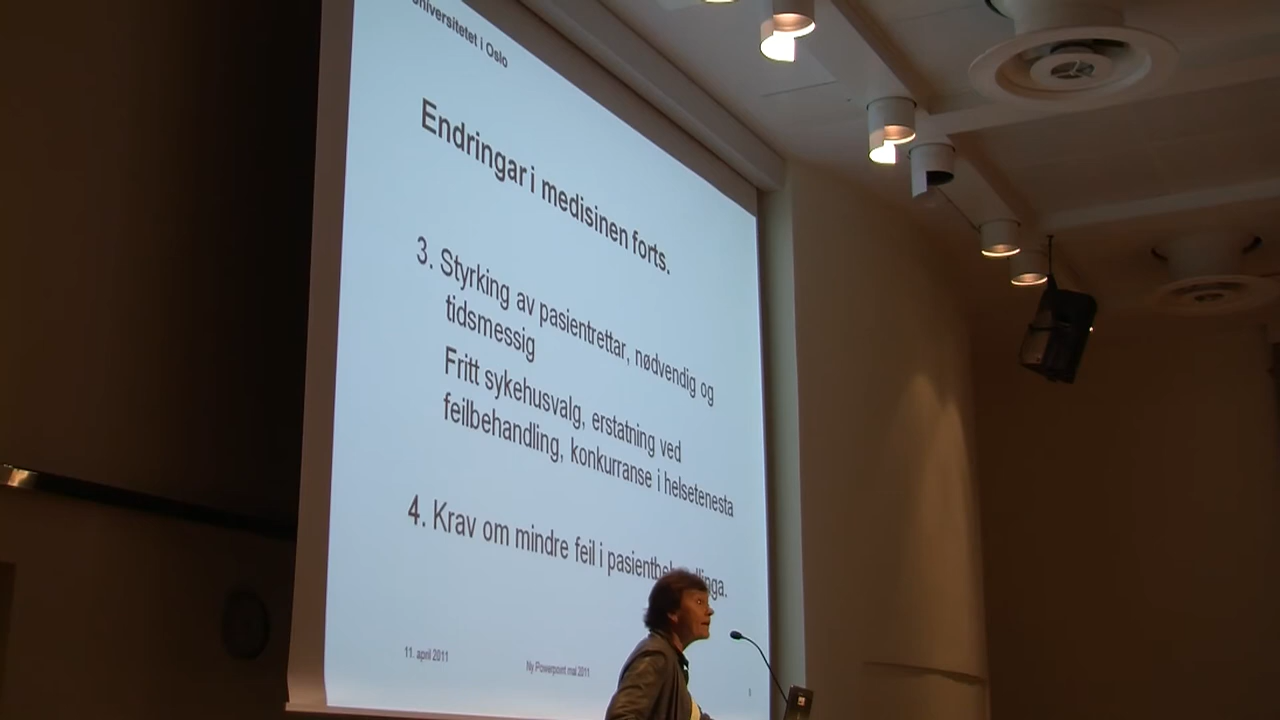 Universitetet i Oslo
Endringar i medisinen forts.
3. Styrking av pasientrettar, nødvendig og
tidsmessig
Fritt sykehusvalg, erstatning ved
feilbehandling, konkurranse i helsetenesta
4. Krav om mindre feil i pasientbehandlinga.
11. april 2011
Ny Powerpoint mal 2011